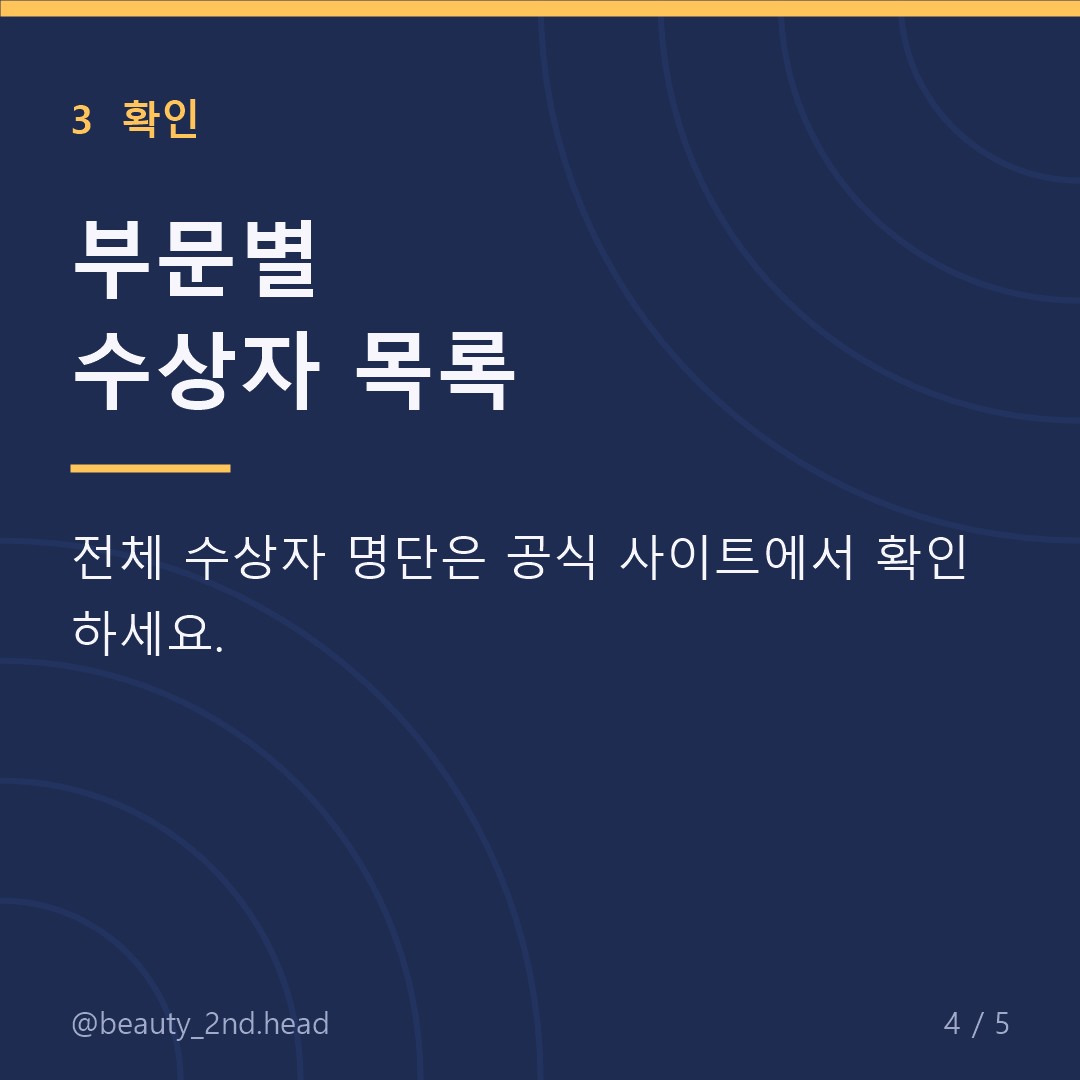 3 확인
부문별
수상자 목록
전체 수상자 명단은 공식 사이트에서 확인
하세요.
@beauty_2nd.head
4 / 5